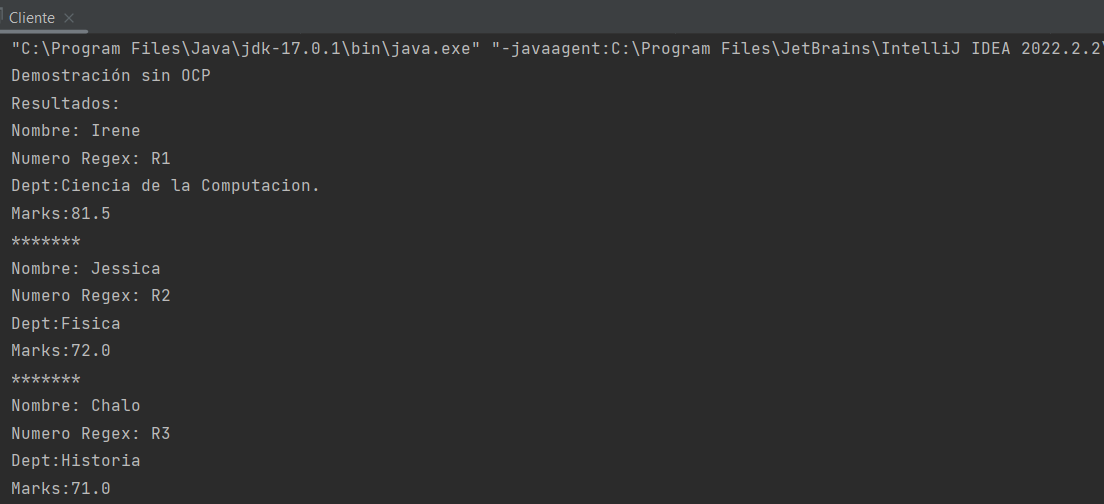 Cliente
"C:\Program Files\Java\jdk-17.0.1\bin\java.exe" "-javaagent:C:\Program Files\JetBrains\IntelliJ IDEA 2022.2.2\
Demostración sin OCP
Resultados:
Nombre: Irene
Numero Regex: R1
Dept:Ciencia de la Computacion.
Marks:81.5
*******
Nombre: Jessica
Numero Regex: R2
Dept:Fisica
Marks:72.0
*******
Nombre: Chalo
Numero Regex: R3
Dept:Historia
Marks:71.0